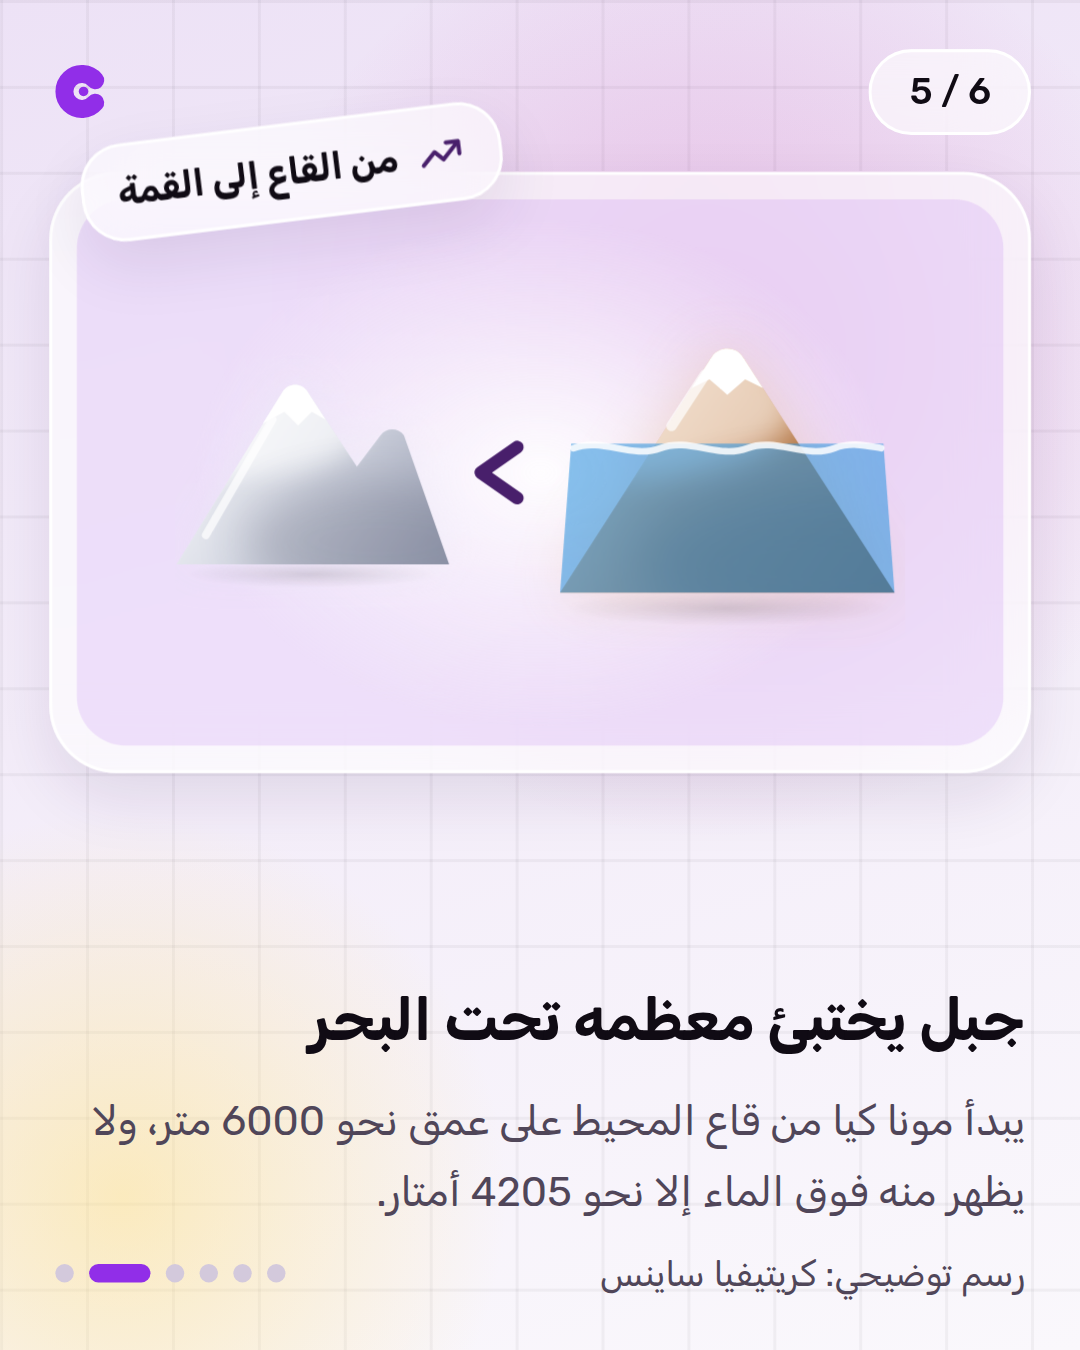 5 / 6
من القاع إلى القمة
<
جبل يختبئ معظمه تحت البحر
يبدأ مونا كيا من قاع المحيط على عمق نحو 6000 متر، ولا
يظهر منه فوق الماء إلا نحو 4205 أمتار.
رسم توضيحي: كريتيفيا ساينس